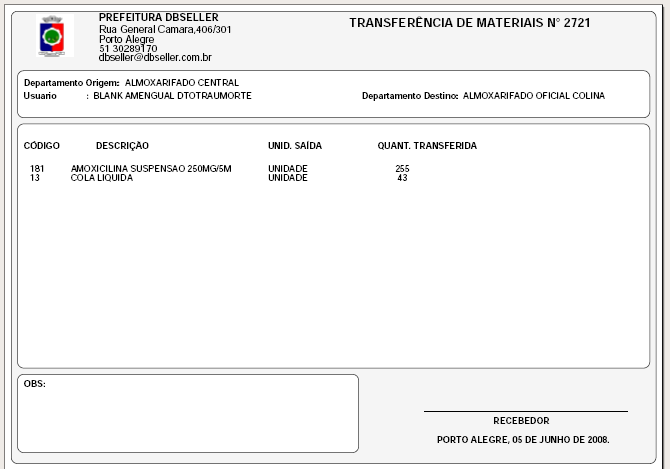 PREFEITURA DBSELLER
TRANSFERÊNCIA DE MATERIAIS Nº 2721
Rua General Camara,406/301
Porto Alegre
51 30289170
dbseller@dbseller.com.br
Departamento Origem: ALMOXARIFADO CENTRAL
Usuario : BLANK AMENGUAL DTOTRAUMORTE Departamento Destino: ALMOXARIFADO OFICIAL COLINA
CÓDIGO DESCRIÇÃO UNID. SAÍDA QUANT. TRANSFERIDA
181 AMOXICILINA SUSPENSAO 250MG/5M UNIDADE 255
13 COLA LIQUIDA UNIDADE 43
OBS:
RECEBEDOR
PORTO ALEGRE, 05 DE JUNHO DE 2008.